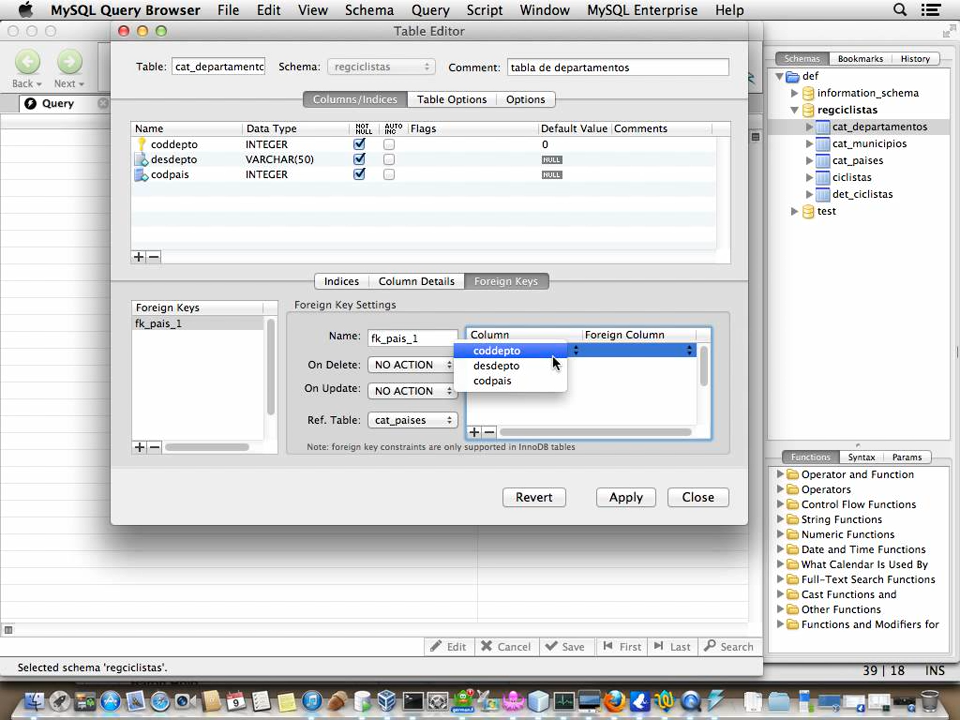 MySQL Query Browser File Edit View Schema Query Script Window MySQL Enterprise Help
Table Editor
Back Next
Query
Table: cat_departamentc Schema: regciclistas Comment: tabla de departamentos
Columns/Indices Table Options Options
Name Data Type NOT NULL AUTO INC Flags Default Value Comments
coddepto INTEGER 0
desdepto VARCHAR(50) NULL
codpais INTEGER NULL
+ −
Indices Column Details Foreign Keys
Foreign Keys
fk_pais_1
+ −
Foreign Key Settings
Name: fk_pais_1
On Delete: NO ACTION
On Update: NO ACTION
Ref. Table: cat_paises
Column Foreign Column
coddepto
desdepto
codpais
+ −
Note: foreign key constraints are only supported in InnoDB tables
Revert Apply Close
Schemas Bookmarks History
def
information_schema
regciclistas
cat_departamentos
cat_municipios
cat_paises
ciclistas
det_ciclistas
test
Functions Syntax Params
Operator and Function
Operators
Control Flow Functions
String Functions
Numeric Functions
Date and Time Functions
What Calendar Is Used By
Full-Text Search Functions
Cast Functions and
Other Functions
Functions and Modifiers for
Edit Cancel Save First Last Search
Selected schema 'regciclistas'. 39 | 18 INS